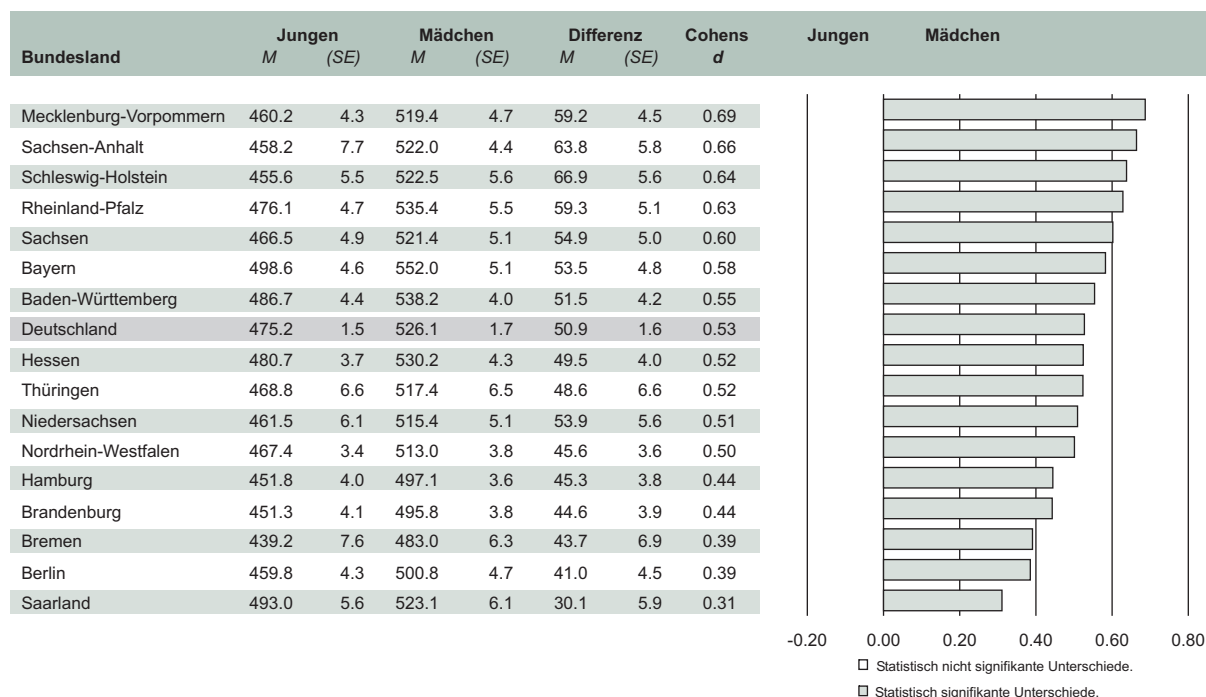 Jungen Mädchen Differenz Cohens Jungen Mädchen
Bundesland M (SE) M (SE) M (SE) d
Mecklenburg-Vorpommern 460.2 4.3 519.4 4.7 59.2 4.5 0.69
Sachsen-Anhalt 458.2 7.7 522.0 4.4 63.8 5.8 0.66
Schleswig-Holstein 455.6 5.5 522.5 5.6 66.9 5.6 0.64
Rheinland-Pfalz 476.1 4.7 535.4 5.5 59.3 5.1 0.63
Sachsen 466.5 4.9 521.4 5.1 54.9 5.0 0.60
Bayern 498.6 4.6 552.0 5.1 53.5 4.8 0.58
Baden-Württemberg 486.7 4.4 538.2 4.0 51.5 4.2 0.55
Deutschland 475.2 1.5 526.1 1.7 50.9 1.6 0.53
Hessen 480.7 3.7 530.2 4.3 49.5 4.0 0.52
Thüringen 468.8 6.6 517.4 6.5 48.6 6.6 0.52
Niedersachsen 461.5 6.1 515.4 5.1 53.9 5.6 0.51
Nordrhein-Westfalen 467.4 3.4 513.0 3.8 45.6 3.6 0.50
Hamburg 451.8 4.0 497.1 3.6 45.3 3.8 0.44
Brandenburg 451.3 4.1 495.8 3.8 44.6 3.9 0.44
Bremen 439.2 7.6 483.0 6.3 43.7 6.9 0.39
Berlin 459.8 4.3 500.8 4.7 41.0 4.5 0.39
Saarland 493.0 5.6 523.1 6.1 30.1 5.9 0.31
-0.20 0.00 0.20 0.40 0.60 0.80
Statistisch nicht signifikante Unterschiede.
Statistisch signifikante Unterschiede.